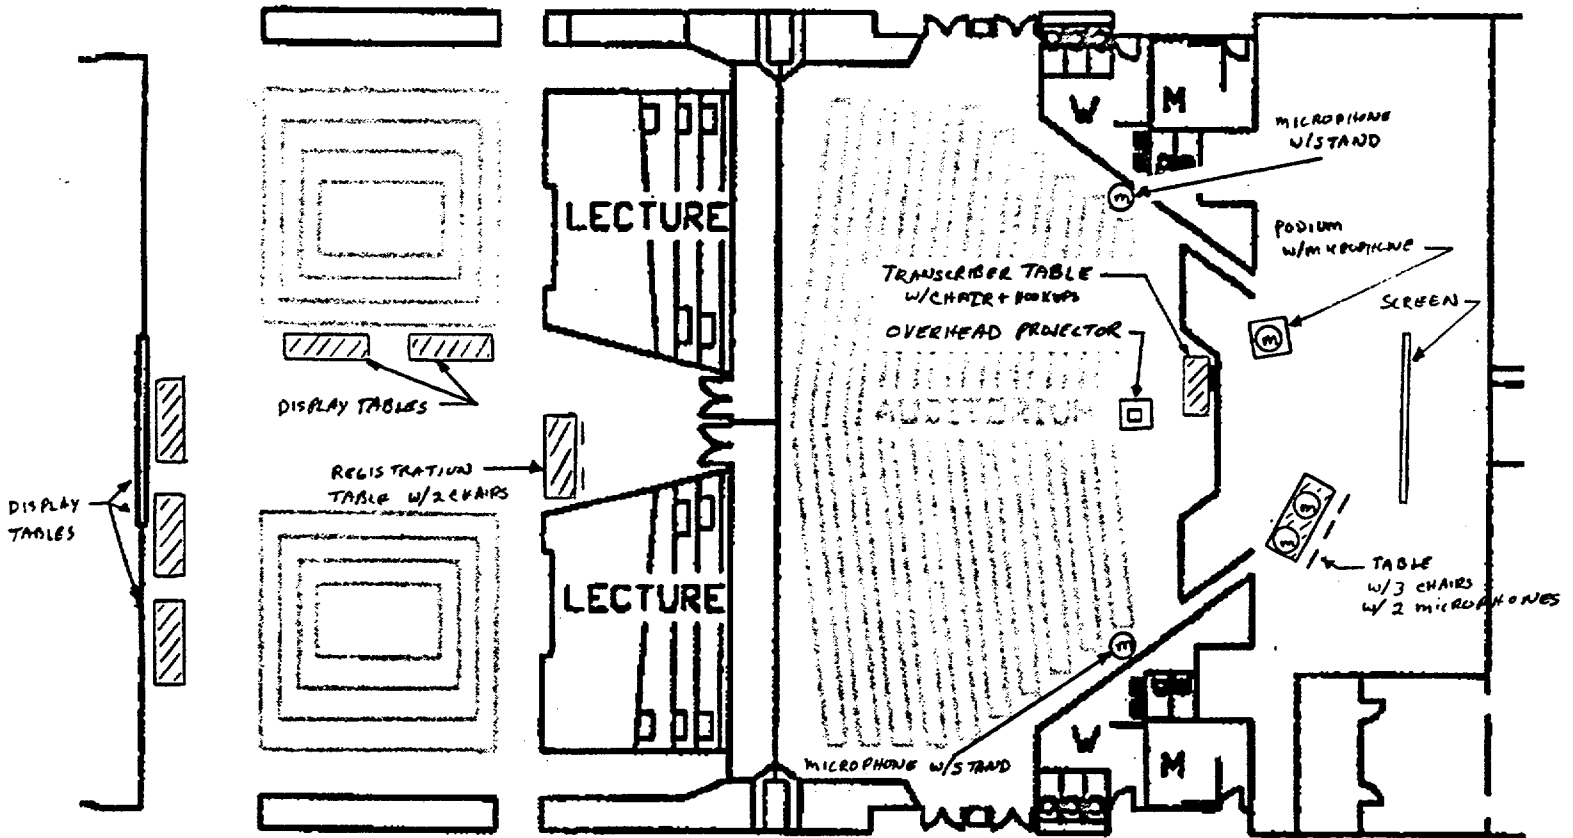 W
M
MICROPHONE
W/STAND
LECTURE
PODIUM
W/MICROPHONE
TRANSCRIBER TABLE
W/CHAIR + HOOKUPS
SCREEN
OVERHEAD PROJECTOR
m
m
DISPLAY TABLES
AUDITORIUM
REGISTRATION
TABLE W/2 CHAIRS
DISPLAY
TABLES
m
m
TABLE
W/3 CHAIRS
W/2 MICROPHONES
LECTURE
m
W
M
MICROPHONE W/STAND